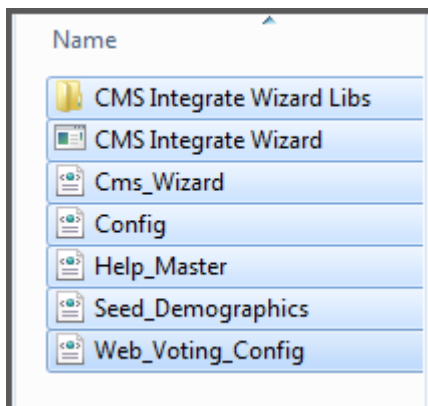 Name
CMS Integrate Wizard Libs
CMS Integrate Wizard
Cms_Wizard
Config
Help_Master
Seed_Demographics
Web_Voting_Config